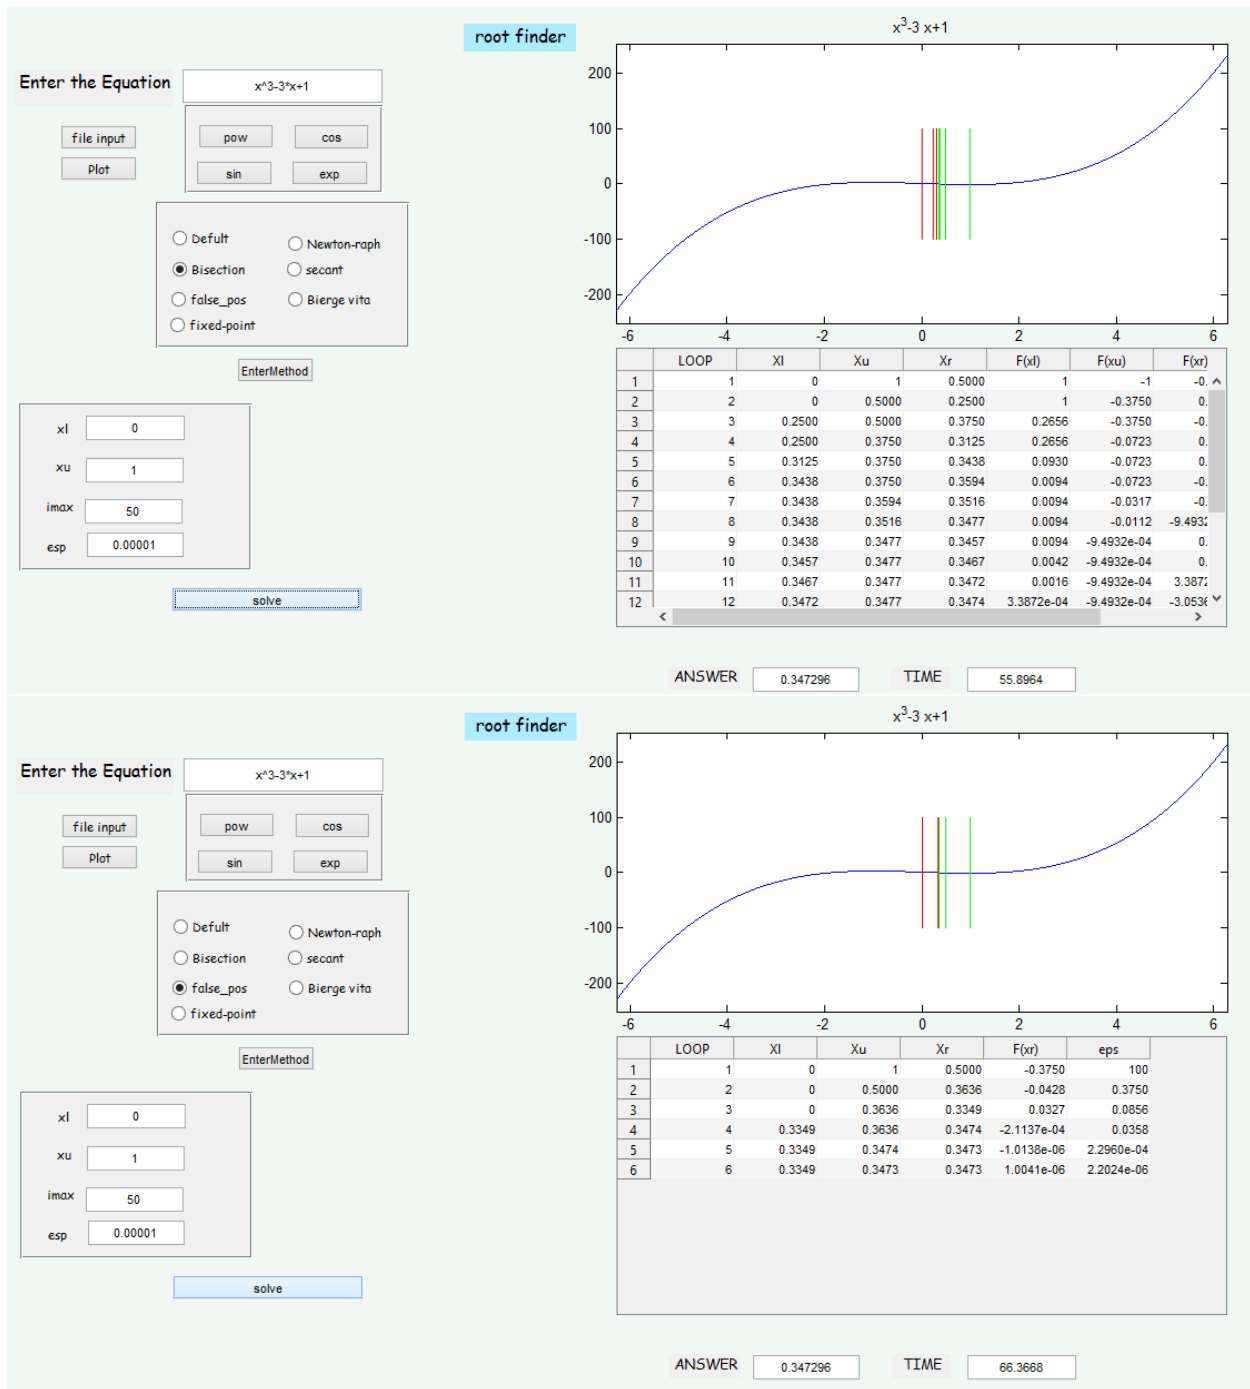 root finder
x^3-3 x+1
Enter the Equation x^3-3*x+1
file input pow cos
Plot sin exp
Defult Newton-raph
Bisection secant
false_pos Bierge vita
fixed-point
EnterMethod
xl 0
xu 1
imax 50
esp 0.00001
solve
200
100
0
-100
-200
-6 -4 -2 0 2 4 6
LOOP Xl Xu Xr F(xl) F(xu) F(xr)
1 1 0 1 0.5000 1 -1 -0.
2 2 0 0.5000 0.2500 1 -0.3750 0.
3 3 0.2500 0.5000 0.3750 0.2656 -0.3750 -0.
4 4 0.2500 0.3750 0.3125 0.2656 -0.0723 0.
5 5 0.3125 0.3750 0.3438 0.0930 -0.0723 0.
6 6 0.3438 0.3750 0.3594 0.0094 -0.0723 -0.
7 7 0.3438 0.3594 0.3516 0.0094 -0.0317 -0.
8 8 0.3438 0.3516 0.3477 0.0094 -0.0112 -9.4932
9 9 0.3438 0.3477 0.3457 0.0094 -9.4932e-04 0.
10 10 0.3457 0.3477 0.3467 0.0042 -9.4932e-04 0.
11 11 0.3467 0.3477 0.3472 0.0016 -9.4932e-04 3.3872
12 12 0.3472 0.3477 0.3474 3.3872e-04 -9.4932e-04 -3.0536
ANSWER 0.347296 TIME 55.8964
root finder
x^3-3 x+1
Enter the Equation x^3-3*x+1
file input pow cos
Plot sin exp
Defult Newton-raph
Bisection secant
false_pos Bierge vita
fixed-point
EnterMethod
xl 0
xu 1
imax 50
esp 0.00001
solve
200
100
0
-100
-200
-6 -4 -2 0 2 4 6
LOOP Xl Xu Xr F(xr) eps
1 1 0 1 0.5000 -0.3750 100
2 2 0 0.5000 0.3636 -0.0428 0.3750
3 3 0 0.3636 0.3349 0.0327 0.0856
4 4 0.3349 0.3636 0.3474 -2.1137e-04 0.0358
5 5 0.3349 0.3474 0.3473 -1.0138e-06 2.2960e-04
6 6 0.3349 0.3473 0.3473 1.0041e-06 2.2024e-06
ANSWER 0.347296 TIME 66.3668